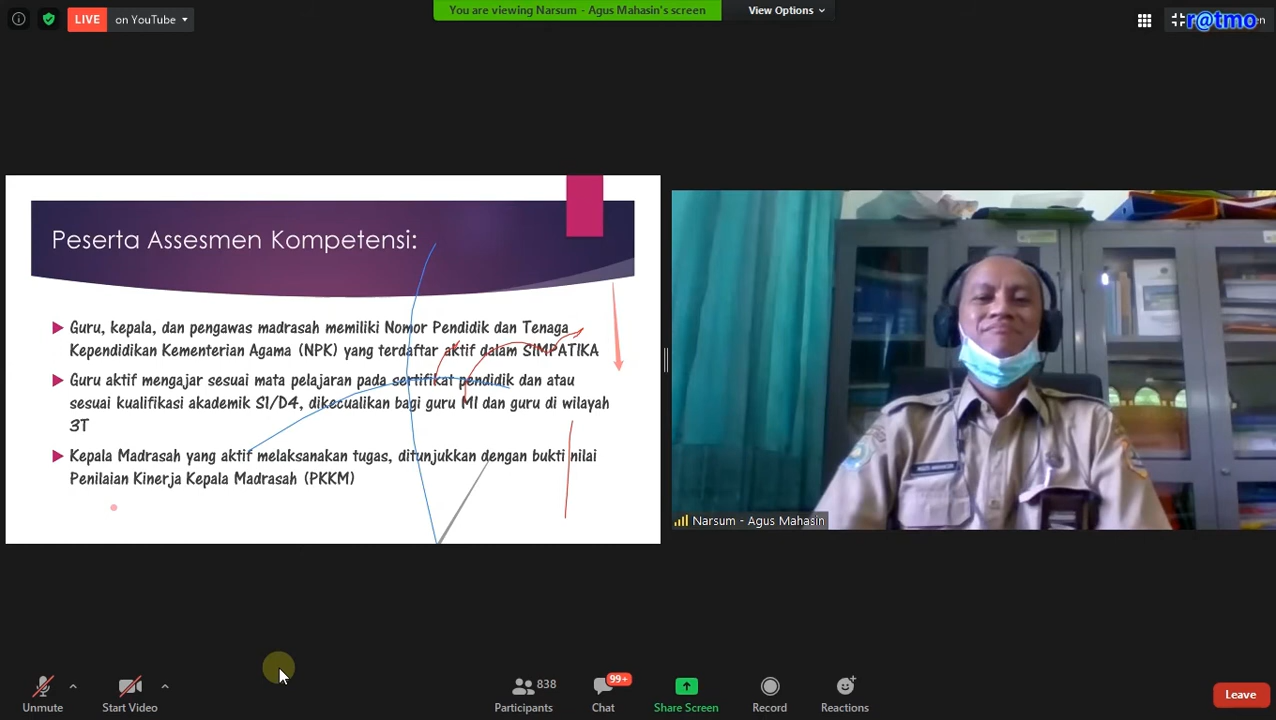 LIVE on YouTube
You are viewing Narsum - Agus Mahasin's screen
View Options
r@tmo
Peserta Assesmen Kompetensi:
Guru, kepala, dan pengawas madrasah memiliki Nomor Pendidik dan Tenaga
Kependidikan Kementerian Agama (NPK) yang terdaftar aktif dalam SIMPATIKA
Guru aktif mengajar sesuai mata pelajaran pada sertifikat pendidik dan atau
sesuai kualifikasi akademik S1/D4, dikecualikan bagi guru MI dan guru di wilayah
3T
Kepala Madrasah yang aktif melaksanakan tugas, ditunjukkan dengan bukti nilai
Penilaian Kinerja Kepala Madrasah (PKKM)
Narsum - Agus Mahasin
Unmute
Start Video
838
Participants
99+
Chat
Share Screen
Record
Reactions
Leave